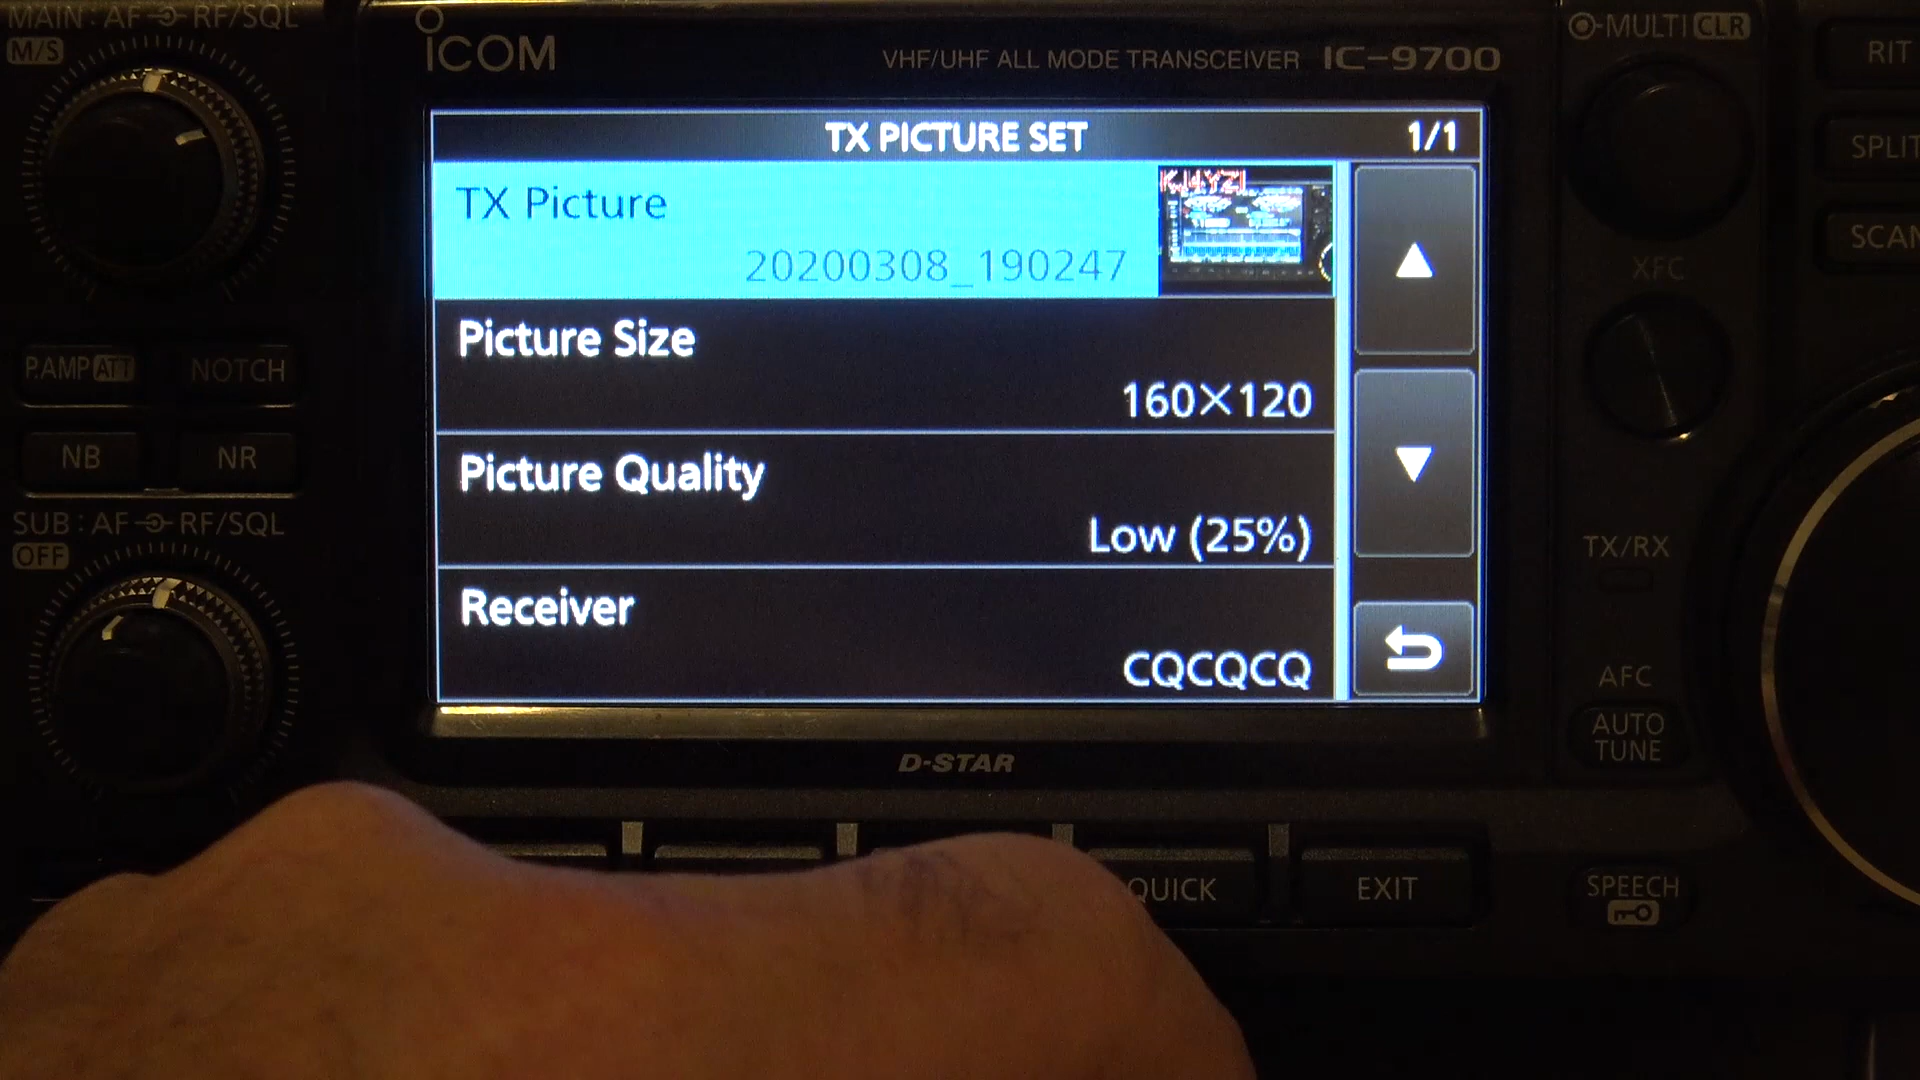 MAIN: AF RF/SQL
M/S
ICOM
VHF/UHF ALL MODE TRANSCEIVER IC-9700
MULTI CLR
RIT
SPLIT
SCAN
XFC
TX PICTURE SET 1/1
TX Picture
20200308_190247
KJ4YZI
Picture Size
160×120
Picture Quality
Low (25%)
Receiver
CQCQCQ
P.AMP ATT
NOTCH
NB
NR
SUB: AF RF/SQL
OFF
TX/RX
AFC
AUTO
TUNE
D-STAR
QUICK
EXIT
SPEECH